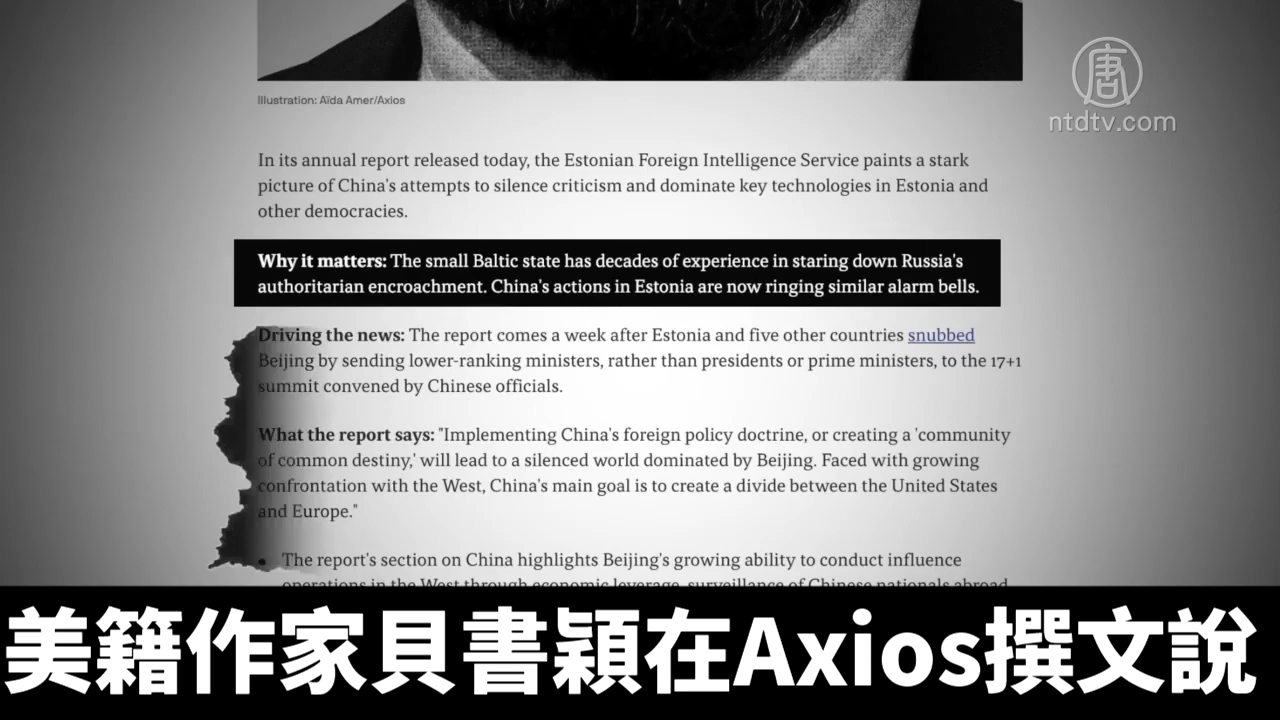 唐
ntdtv.com
Illustration: Aïda Amer/Axios
In its annual report released today, the Estonian Foreign Intelligence Service paints a stark
picture of China's attempts to silence criticism and dominate key technologies in Estonia and
other democracies.
Why it matters: The small Baltic state has decades of experience in staring down Russia's
authoritarian encroachment. China's actions in Estonia are now ringing similar alarm bells.
Driving the news: The report comes a week after Estonia and five other countries snubbed
Beijing by sending lower-ranking ministers, rather than presidents or prime ministers, to the 17+1
summit convened by Chinese officials.
What the report says: "Implementing China's foreign policy doctrine, or creating a 'community
of common destiny,' will lead to a silenced world dominated by Beijing. Faced with growing
confrontation with the West, China's main goal is to create a divide between the United States
and Europe."
• The report's section on China highlights Beijing's growing ability to conduct influence
operations in the West through economic leverage, surveillance of Chinese nationals abroad
美籍作家貝書穎在Axios撰文說